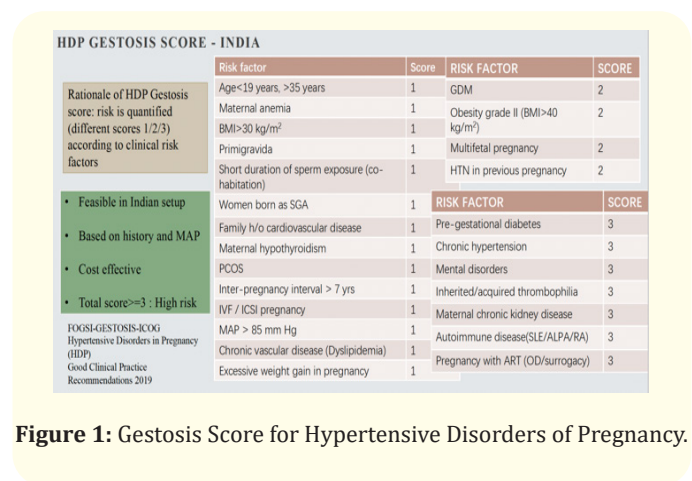 HDP GESTOSIS SCORE - INDIA
Rationale of HDP Gestosis
score: risk is quantified
(different scores 1/2/3)
according to clinical risk
factors
• Feasible in Indian setup
• Based on history and MAP
• Cost effective
• Total score>=3 : High risk
FOGSI-GESTOSIS-ICOG
Hypertensive Disorders in Pregnancy
(HDP)
Good Clinical Practice
Recommendations 2019
Risk factor Score
Age<19 years, >35 years 1
Maternal anemia 1
BMI>30 kg/m² 1
Primigravida 1
Short duration of sperm exposure (co-
habitation) 1
Women born as SGA 1
Family h/o cardiovascular disease 1
Maternal hypothyroidism 1
PCOS 1
Inter-pregnancy interval > 7 yrs 1
IVF / ICSI pregnancy 1
MAP > 85 mm Hg 1
Chronic vascular disease (Dyslipidemia) 1
Excessive weight gain in pregnancy 1
RISK FACTOR SCORE
GDM 2
Obesity grade II (BMI>40
kg/m²) 2
Multifetal pregnancy 2
HTN in previous pregnancy 2
RISK FACTOR SCORE
Pre-gestational diabetes 3
Chronic hypertension 3
Mental disorders 3
Inherited/acquired thrombophilia 3
Maternal chronic kidney disease 3
Autoimmune disease(SLE/ALPA/RA) 3
Pregnancy with ART (OD/surrogacy) 3
Figure 1: Gestosis Score for Hypertensive Disorders of Pregnancy.